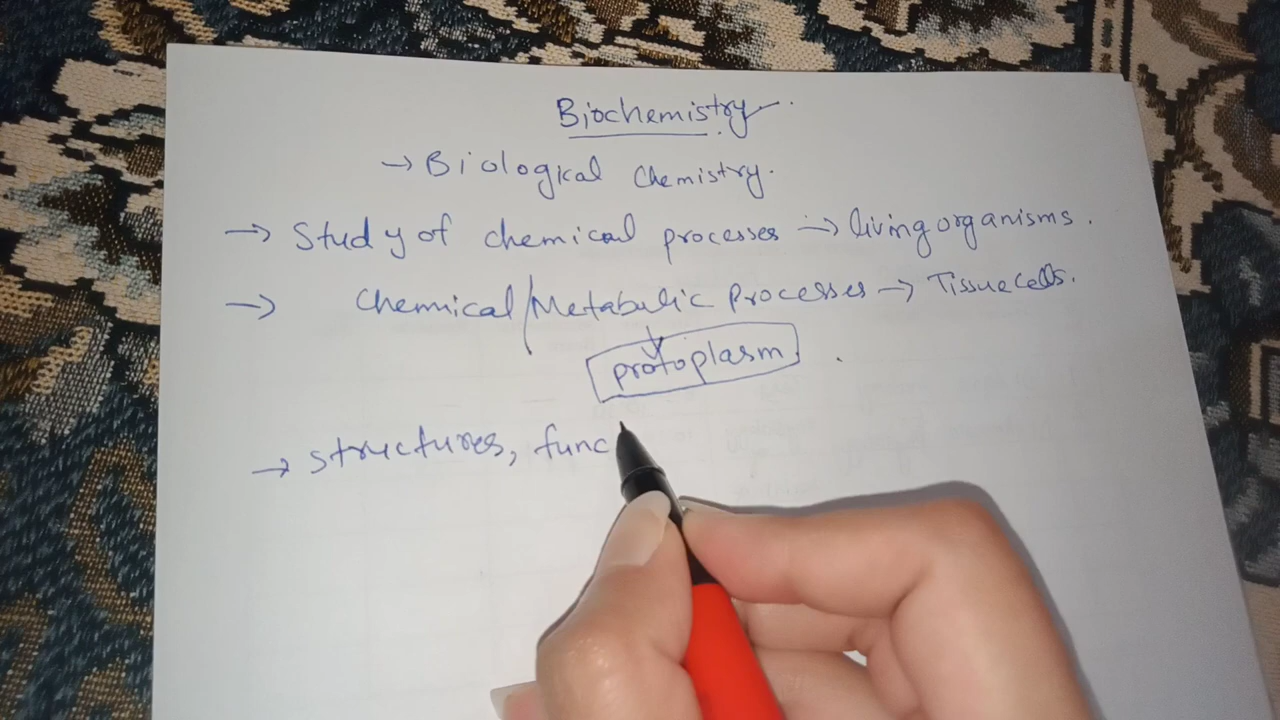 Biochemistry.
→ Biological Chemistry.
→ Study of chemical processes → living organisms.
→ Chemical/Metabolic Processes → Tissue cells.
protoplasm
→ structures, func